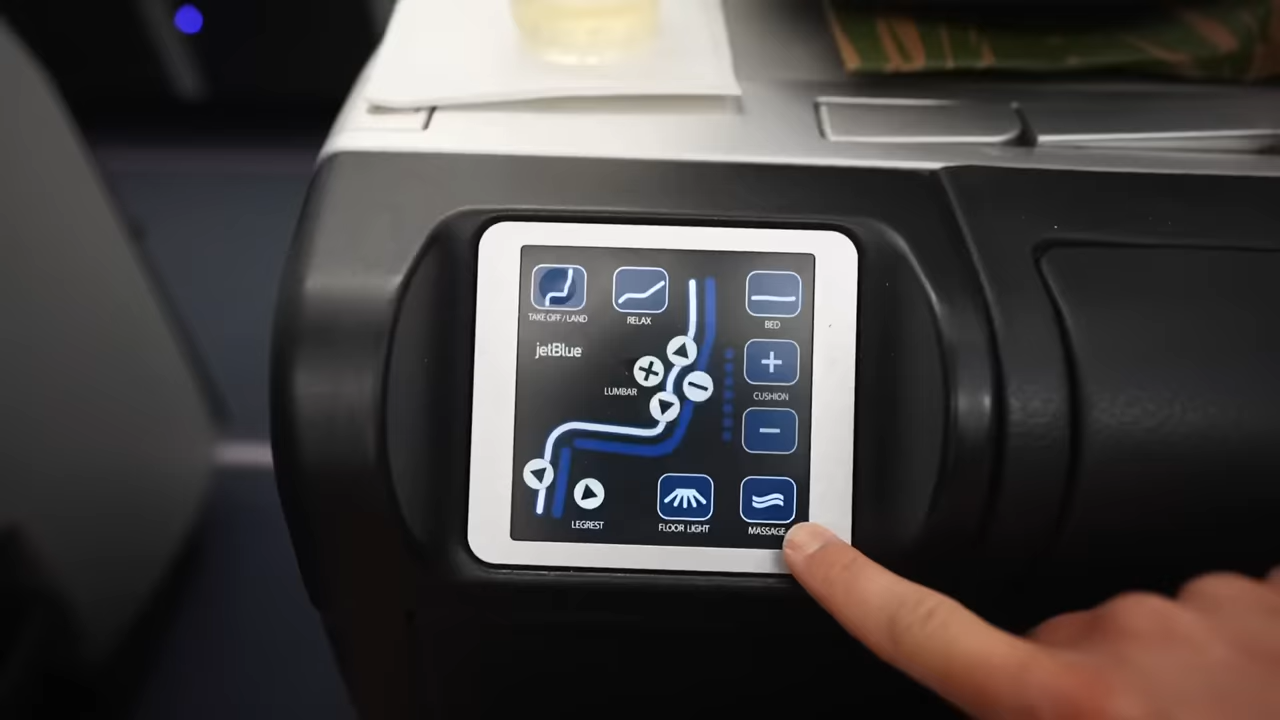 TAKE OFF / LAND
RELAX
BED
jetBlue
LUMBAR
+
CUSHION
−
LEGREST
FLOOR LIGHT
MASSAGE